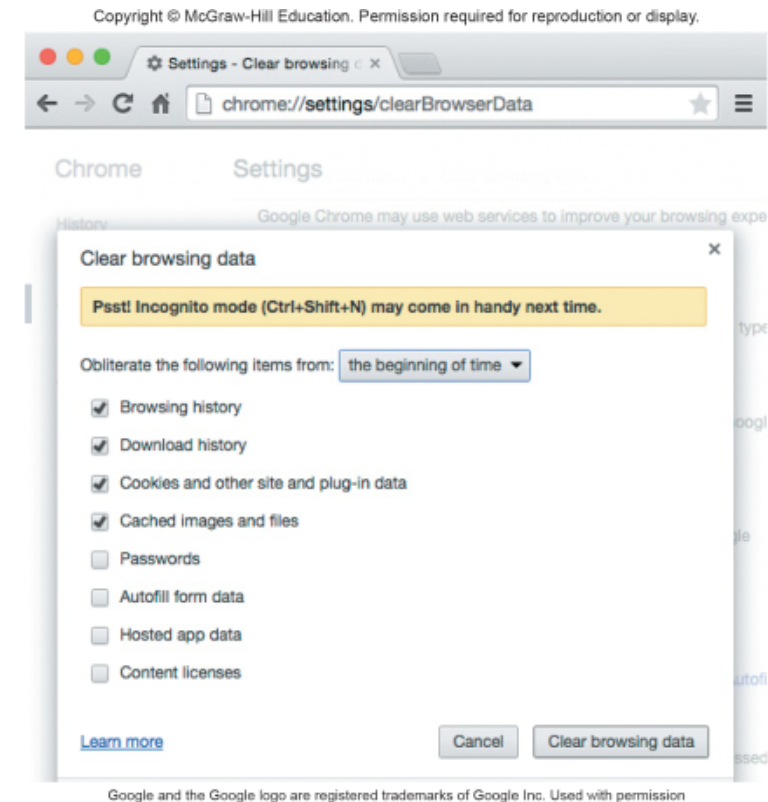 Copyright © McGraw-Hill Education. Permission required for reproduction or display.
Settings - Clear browsing
chrome://settings/clearBrowserData
Chrome
Settings
History
Google Chrome may use web services to improve your browsing expe
Clear browsing data
Psst! Incognito mode (Ctrl+Shift+N) may come in handy next time.
type
Obliterate the following items from: the beginning of time
Browsing history
oogl
Download history
Cookies and other site and plug-in data
Cached images and files
gle
Passwords
Autofill form data
Hosted app data
Content licenses
utofi
Learn more
Cancel
Clear browsing data
ssed
Google and the Google logo are registered trademarks of Google Inc. Used with permission